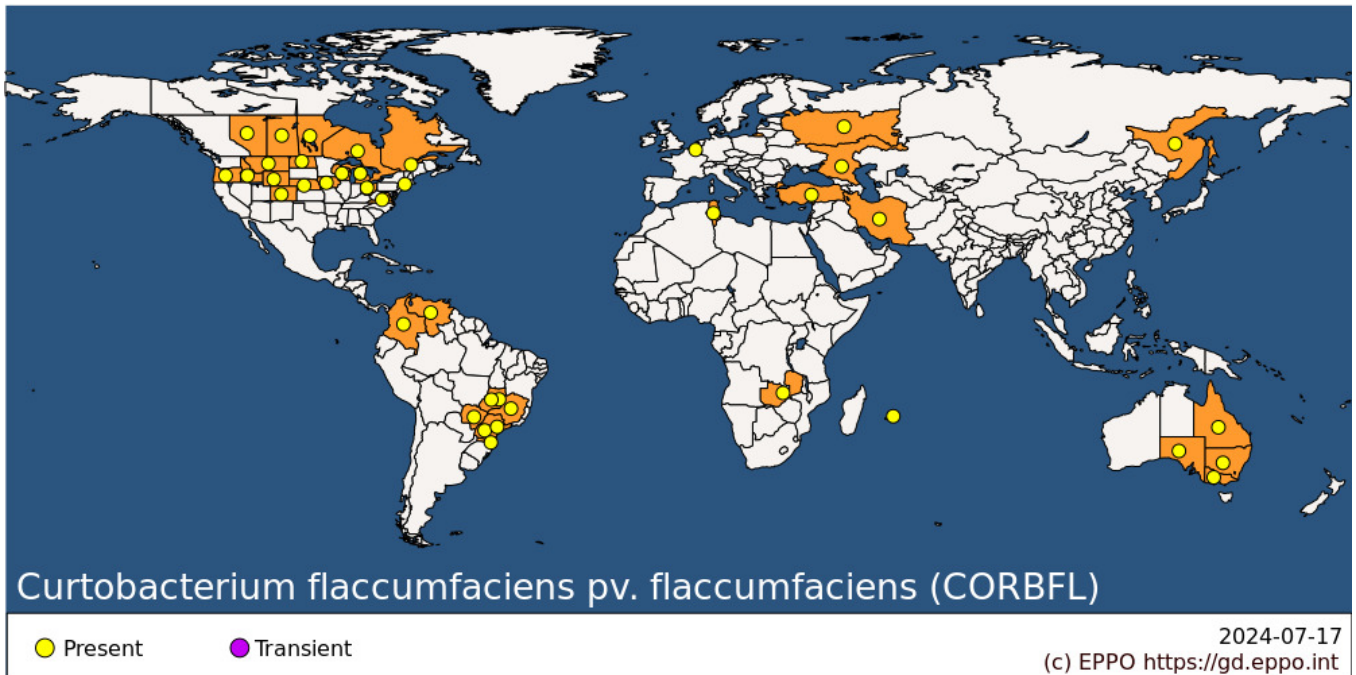 Curtobacterium flaccumfaciens pv. flaccumfaciens (CORBFL)
Present
Transient
2024-07-17
(c) EPPO https://gd.eppo.int